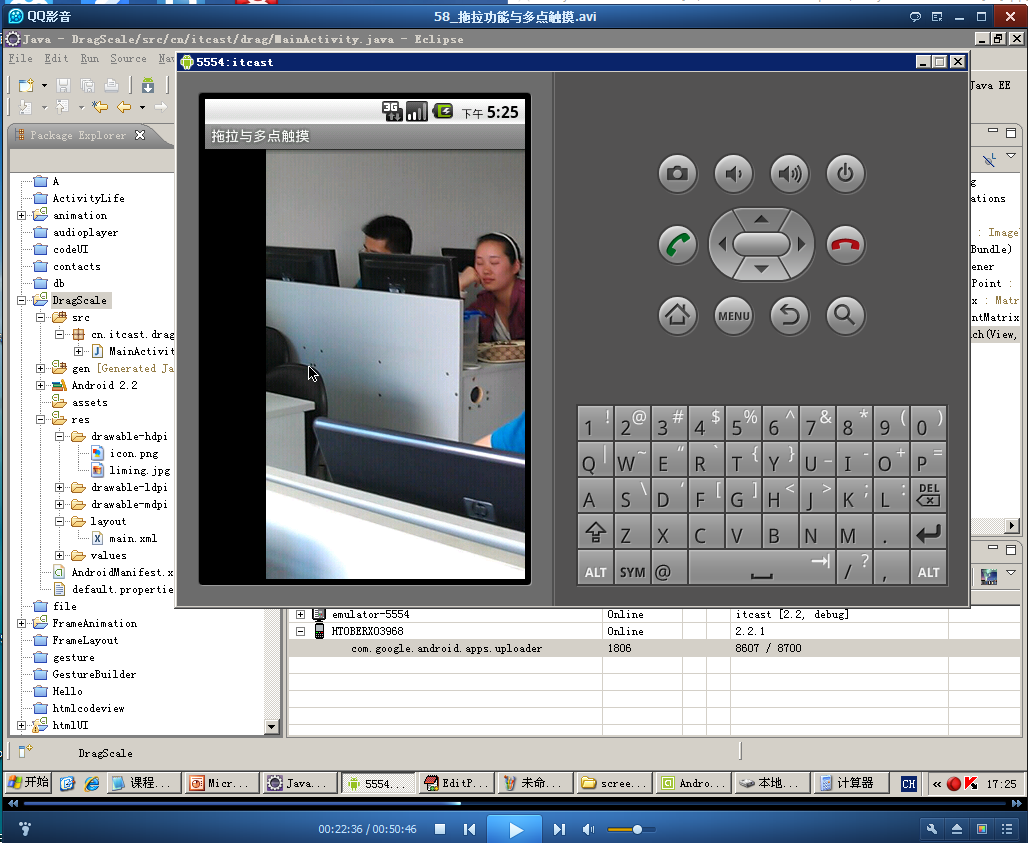 QQ影音
58_拖拉功能与多点触摸.avi
Java - DragScale/src/cn/itcast/drag/MainActivity.java - Eclipse
File Edit Run Source
5554:itcast
Java EE
Package Explorer
3G
下午 5:25
拖拉与多点触摸
A
ActivityLife
animation
audioplayer
codeUI
contacts
db
DragScale
src
cn.itcast.drag
MainActivit
gen [Generated Ja
Android 2.2
assets
res
drawable-hdpi
icon.png
liming.jpg
drawable-ldpi
drawable-mdpi
layout
main.xml
values
AndroidManifest.x
default.propertie
file
FrameAnimation
FrameLayout
gesture
GestureBuilder
Hello
htmlcodeview
htmlUI
MENU
1 ! 2 @ 3 # 4 $ 5 % 6 ^ 7 & 8 * 9 ( 0 )
Q | W ~ E " R ` T { Y } U _ I - O + P =
A S \ D ' F [ G ] H < J > K ; L : DEL
Z X C V B N M .
ALT SYM @ / ? , ALT
g
ations
: Image
Bundle)
ener
Point :
x : Matr
ntMatrix
ch(View,
emulator-5554 Online itcast [2.2, debug]
HTOBERXO3968 Online 2.2.1
com.google.android.apps.uploader 1806 8607 / 8700
DragScale
开始 课程... Micr... Java... 5554... EditP... 未命... scree... Andro... 本地... 计算器 CH « 17:25
00:22:36 / 00:50:46